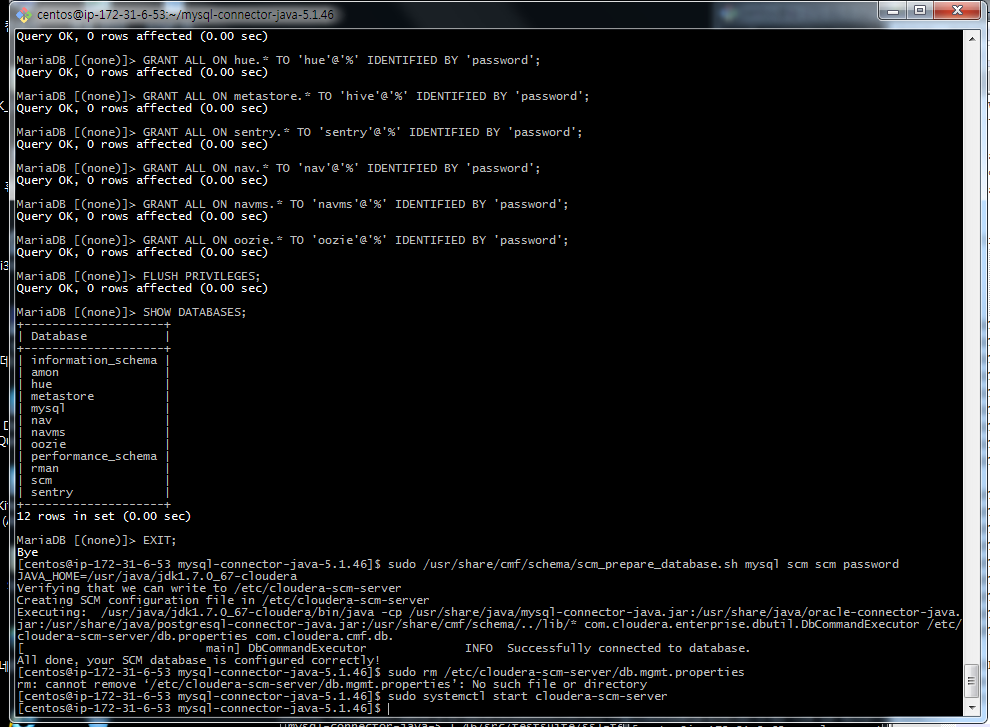 centos@ip-172-31-6-53:~/mysql-connector-java-5.1.46
Query OK, 0 rows affected (0.00 sec)
MariaDB [(none)]> GRANT ALL ON hue.* TO 'hue'@'%' IDENTIFIED BY 'password';
Query OK, 0 rows affected (0.00 sec)
MariaDB [(none)]> GRANT ALL ON metastore.* TO 'hive'@'%' IDENTIFIED BY 'password';
Query OK, 0 rows affected (0.00 sec)
MariaDB [(none)]> GRANT ALL ON sentry.* TO 'sentry'@'%' IDENTIFIED BY 'password';
Query OK, 0 rows affected (0.00 sec)
MariaDB [(none)]> GRANT ALL ON nav.* TO 'nav'@'%' IDENTIFIED BY 'password';
Query OK, 0 rows affected (0.00 sec)
MariaDB [(none)]> GRANT ALL ON navms.* TO 'navms'@'%' IDENTIFIED BY 'password';
Query OK, 0 rows affected (0.00 sec)
MariaDB [(none)]> GRANT ALL ON oozie.* TO 'oozie'@'%' IDENTIFIED BY 'password';
Query OK, 0 rows affected (0.00 sec)
MariaDB [(none)]> FLUSH PRIVILEGES;
Query OK, 0 rows affected (0.00 sec)
MariaDB [(none)]> SHOW DATABASES;
+--------------------+
| Database           |
+--------------------+
| information_schema |
| amon               |
| hue                |
| metastore          |
| mysql              |
| nav                |
| navms              |
| oozie              |
| performance_schema |
| rman               |
| scm                |
| sentry             |
+--------------------+
12 rows in set (0.00 sec)
MariaDB [(none)]> EXIT;
Bye
[centos@ip-172-31-6-53 mysql-connector-java-5.1.46]$ sudo /usr/share/cmf/schema/scm_prepare_database.sh mysql scm scm password
JAVA_HOME=/usr/java/jdk1.7.0_67-cloudera
Verifying that we can write to /etc/cloudera-scm-server
Creating SCM configuration file in /etc/cloudera-scm-server
Executing:  /usr/java/jdk1.7.0_67-cloudera/bin/java -cp /usr/share/java/mysql-connector-java.jar:/usr/share/java/oracle-connector-java.
jar:/usr/share/java/postgresql-connector-java.jar:/usr/share/cmf/schema/../lib/* com.cloudera.enterprise.dbutil.DbCommandExecutor /etc/
cloudera-scm-server/db.properties com.cloudera.cmf.db.
[                          main] DbCommandExecutor              INFO  Successfully connected to database.
All done, your SCM database is configured correctly!
[centos@ip-172-31-6-53 mysql-connector-java-5.1.46]$ sudo rm /etc/cloudera-scm-server/db.mgmt.properties
rm: cannot remove ‘/etc/cloudera-scm-server/db.mgmt.properties’: No such file or directory
[centos@ip-172-31-6-53 mysql-connector-java-5.1.46]$ sudo systemctl start cloudera-scm-server
[centos@ip-172-31-6-53 mysql-connector-java-5.1.46]$